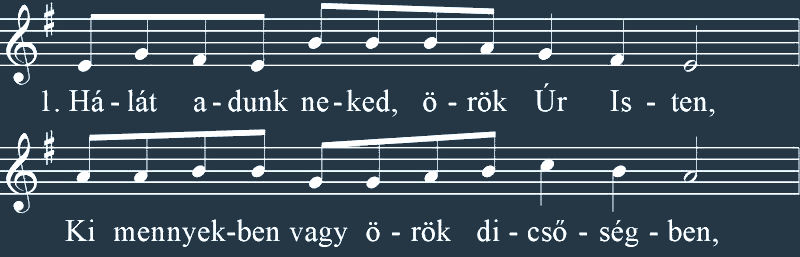 1. Há - lát a - dunk ne - ked, ö - rök Úr Is - ten,
Ki mennyek-ben vagy ö - rök di - cső - ség - ben,